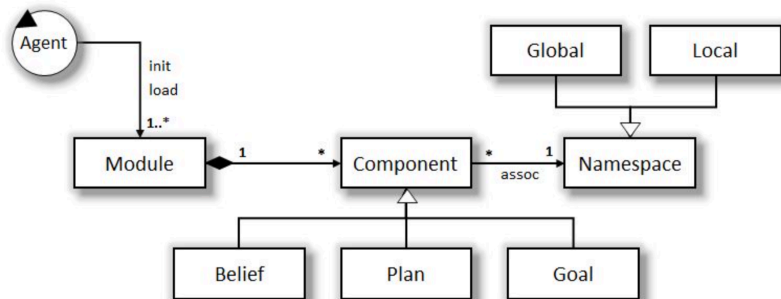 Agent
Global
Local
init
load
1..*
Module
1
*
Component
*
1
assoc
Namespace
Belief
Plan
Goal